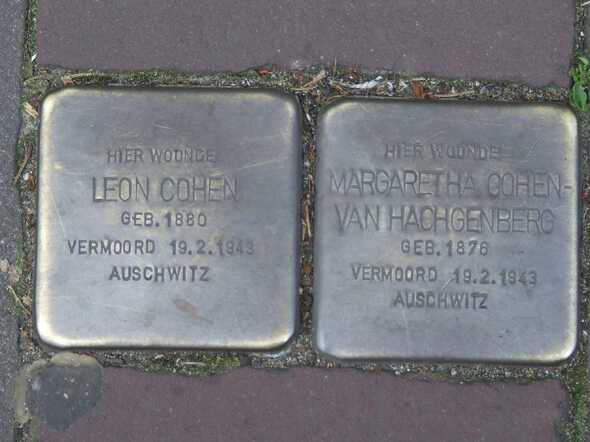 HIER WOONDE
LEON COHEN
GEB. 1880
VERMOORD 19.2.1943
AUSCHWITZ
HIER WOONDE
MARGARETHA COHEN-
VAN HACHGENBERG
GEB. 1876
VERMOORD 19.2.1943
AUSCHWITZ